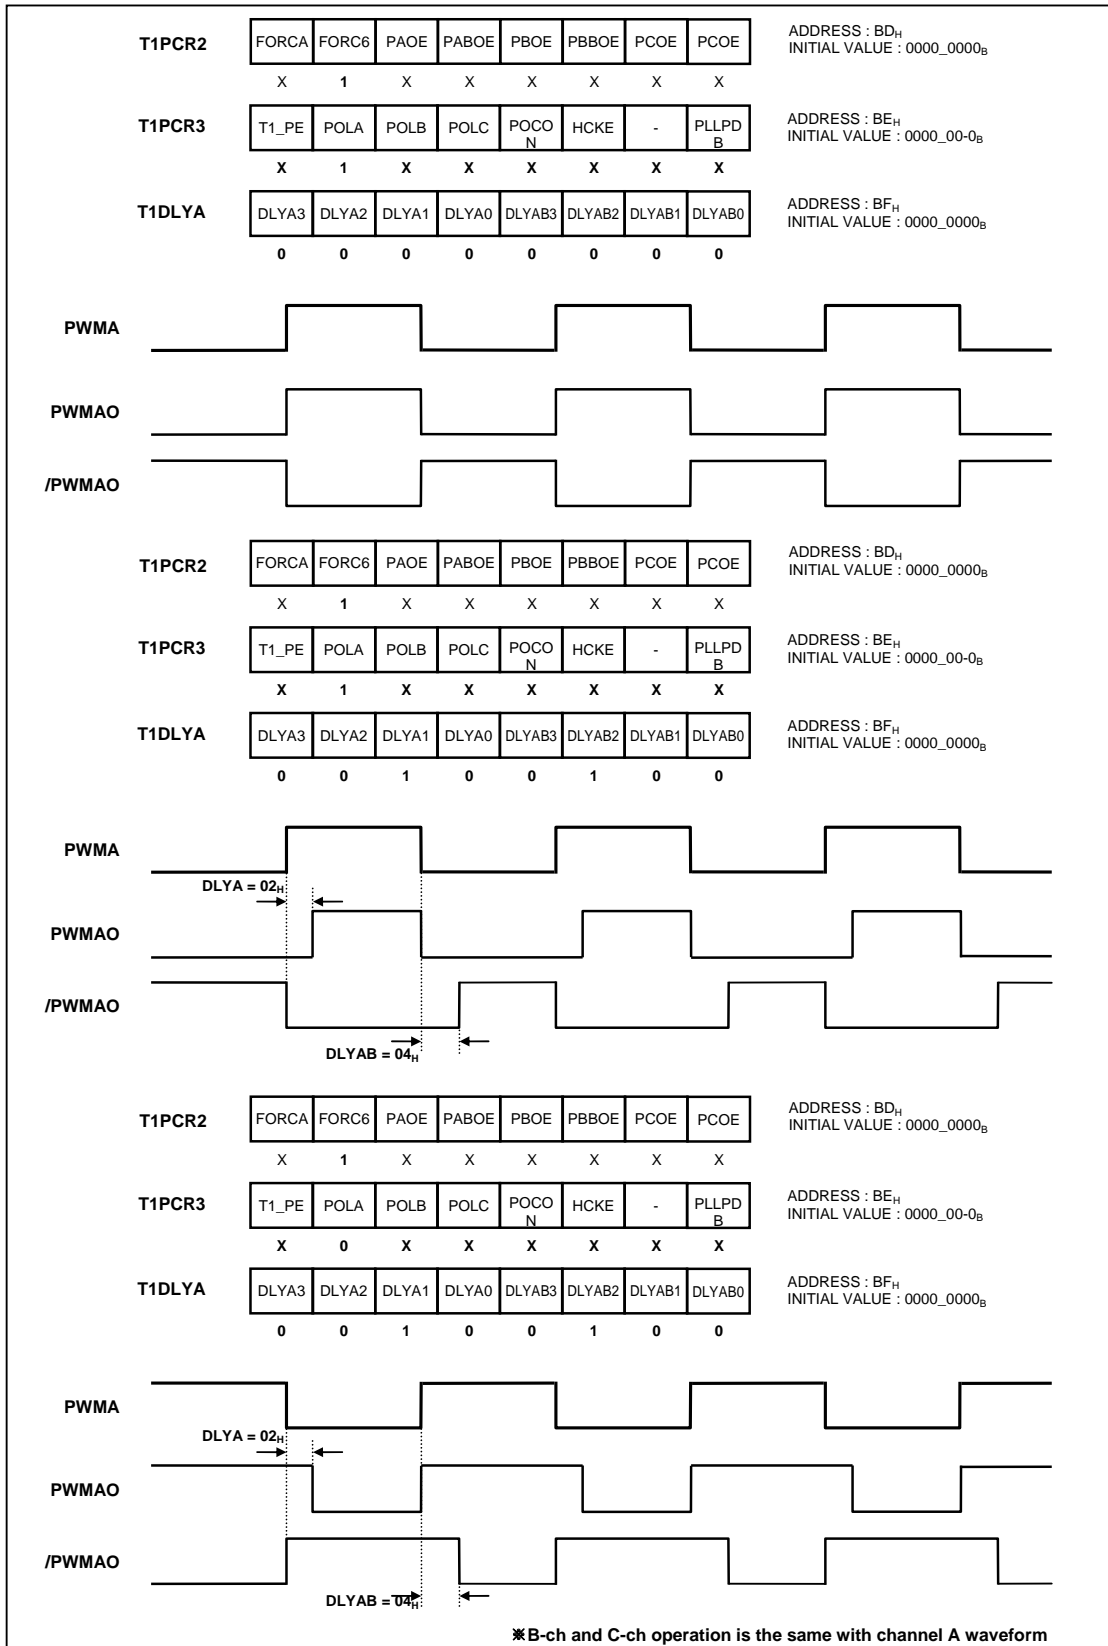 T1PCR2 FORCA FORC6 PAOE PABOE PBOE PBBOE PCOE PCOE ADDRESS : BDH
INITIAL VALUE : 0000_0000B
X 1 X X X X X X
T1PCR3 T1_PE POLA POLB POLC POCO N HCKE - PLLPD B ADDRESS : BEH
INITIAL VALUE : 0000_00-0B
X 1 X X X X X X
T1DLYA DLYA3 DLYA2 DLYA1 DLYA0 DLYAB3 DLYAB2 DLYAB1 DLYAB0 ADDRESS : BFH
INITIAL VALUE : 0000_0000B
0 0 0 0 0 0 0 0
PWMA
PWMAO
/PWMAO
T1PCR2 FORCA FORC6 PAOE PABOE PBOE PBBOE PCOE PCOE ADDRESS : BDH
INITIAL VALUE : 0000_0000B
X 1 X X X X X X
T1PCR3 T1_PE POLA POLB POLC POCO N HCKE - PLLPD B ADDRESS : BEH
INITIAL VALUE : 0000_00-0B
X 1 X X X X X X
T1DLYA DLYA3 DLYA2 DLYA1 DLYA0 DLYAB3 DLYAB2 DLYAB1 DLYAB0 ADDRESS : BFH
INITIAL VALUE : 0000_0000B
0 0 1 0 0 1 0 0
PWMA
DLYA = 02H
PWMAO
/PWMAO
DLYAB = 04H
T1PCR2 FORCA FORC6 PAOE PABOE PBOE PBBOE PCOE PCOE ADDRESS : BDH
INITIAL VALUE : 0000_0000B
X 1 X X X X X X
T1PCR3 T1_PE POLA POLB POLC POCO N HCKE - PLLPD B ADDRESS : BEH
INITIAL VALUE : 0000_00-0B
X 0 X X X X X X
T1DLYA DLYA3 DLYA2 DLYA1 DLYA0 DLYAB3 DLYAB2 DLYAB1 DLYAB0 ADDRESS : BFH
INITIAL VALUE : 0000_0000B
0 0 1 0 0 1 0 0
PWMA
DLYA = 02H
PWMAO
/PWMAO
DLYAB = 04H
※B-ch and C-ch operation is the same with channel A waveform